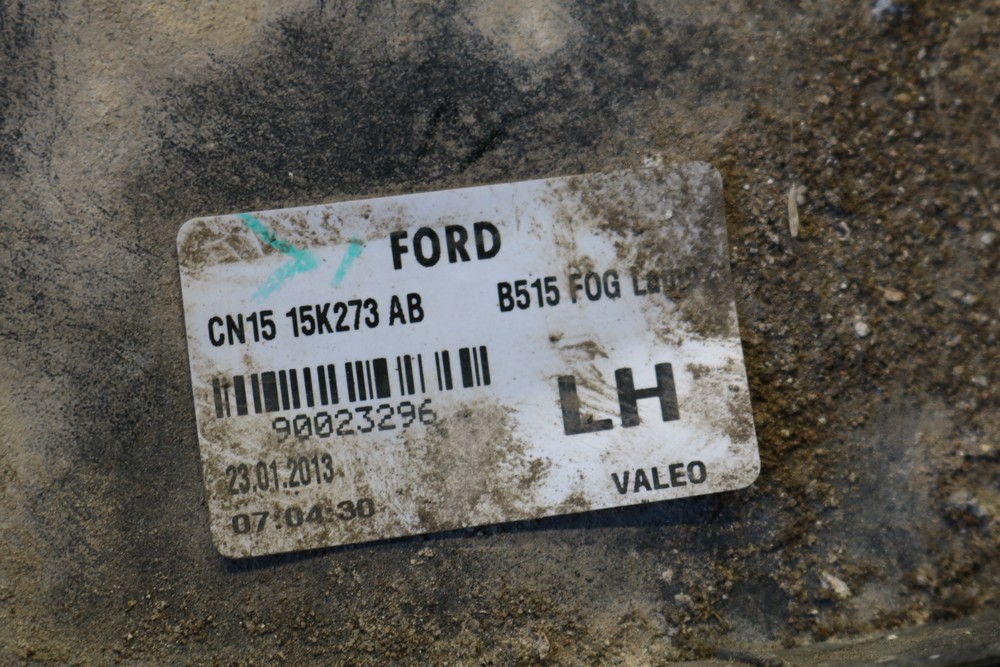 FORD
CN15 15K273 AB B515 FOG
90023296
LH
23.01.2013
VALEO
07:04:30